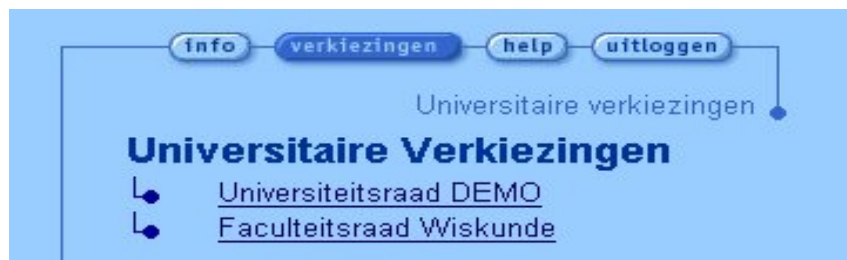 info verkiezingen help uitloggen
Universitaire verkiezingen
Universitaire Verkiezingen
Universiteitsraad DEMO
Faculteitsraad Wiskunde